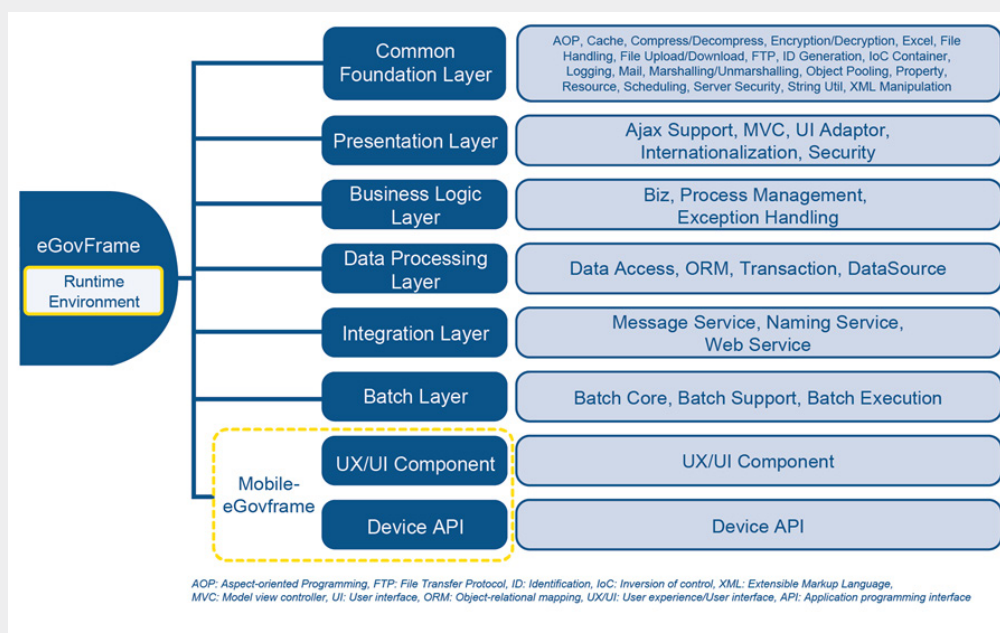 eGovFrame
Runtime
Environment
Common
Foundation Layer
AOP, Cache, Compress/Decompress, Encryption/Decryption, Excel, File
Handling, File Upload/Download, FTP, ID Generation, IoC Container,
Logging, Mail, Marshalling/Unmarshalling, Object Pooling, Property,
Resource, Scheduling, Server Security, String Util, XML Manipulation
Presentation Layer
Ajax Support, MVC, UI Adaptor,
Internationalization, Security
Business Logic
Layer
Biz, Process Management,
Exception Handling
Data Processing
Layer
Data Access, ORM, Transaction, DataSource
Integration Layer
Message Service, Naming Service,
Web Service
Batch Layer
Batch Core, Batch Support, Batch Execution
Mobile-
eGovframe
UX/UI Component
UX/UI Component
Device API
Device API
AOP: Aspect-oriented Programming, FTP: File Transfer Protocol, ID: Identification, IoC: Inversion of control, XML: Extensible Markup Language,
MVC: Model view controller, UI: User interface, ORM: Object-relational mapping, UX/UI: User experience/User interface, API: Application programming interface